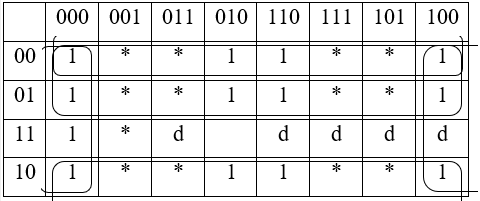 000 001 011 010 110 111 101 100
00 1 * * 1 1 * * 1
01 1 * * 1 1 * * 1
11 1 * d d d d d
10 1 * * 1 1 * * 1